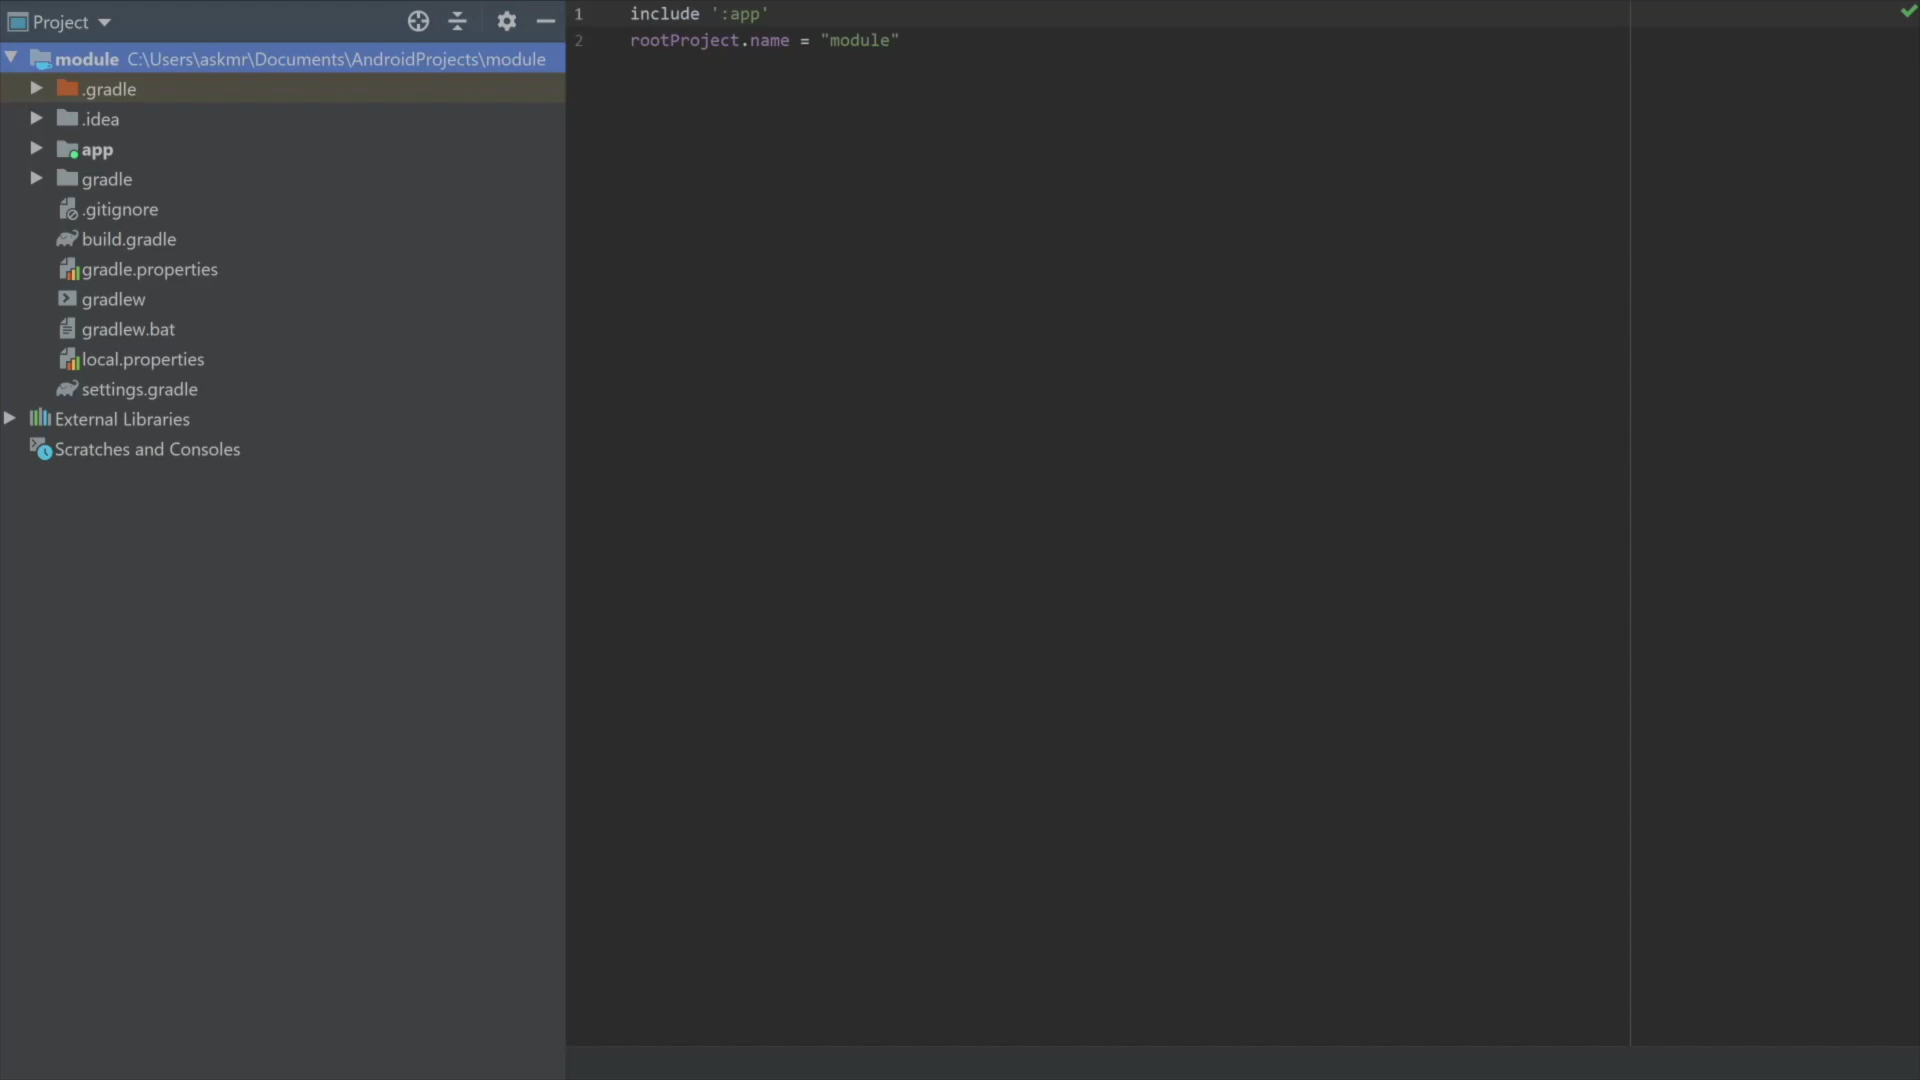 Project
module C:\Users\askmr\Documents\AndroidProjects\module
.gradle
.idea
app
gradle
.gitignore
build.gradle
gradle.properties
gradlew
gradlew.bat
local.properties
settings.gradle
External Libraries
Scratches and Consoles
1 include ':app'
2 rootProject.name = "module"